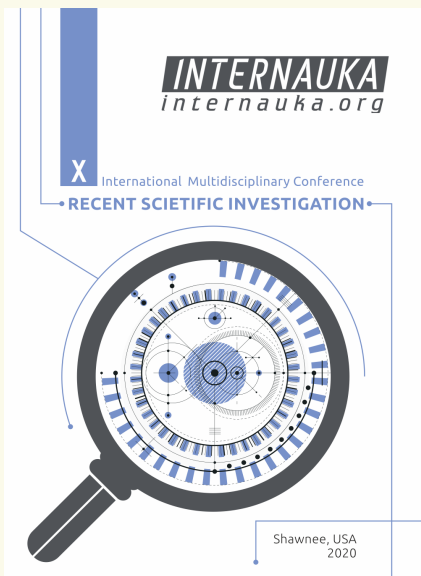 INTERNAUKA
internauka.org
X
International Multidisciplinary Conference
RECENT SCIETIFIC INVESTIGATION
Shawnee, USA
2020